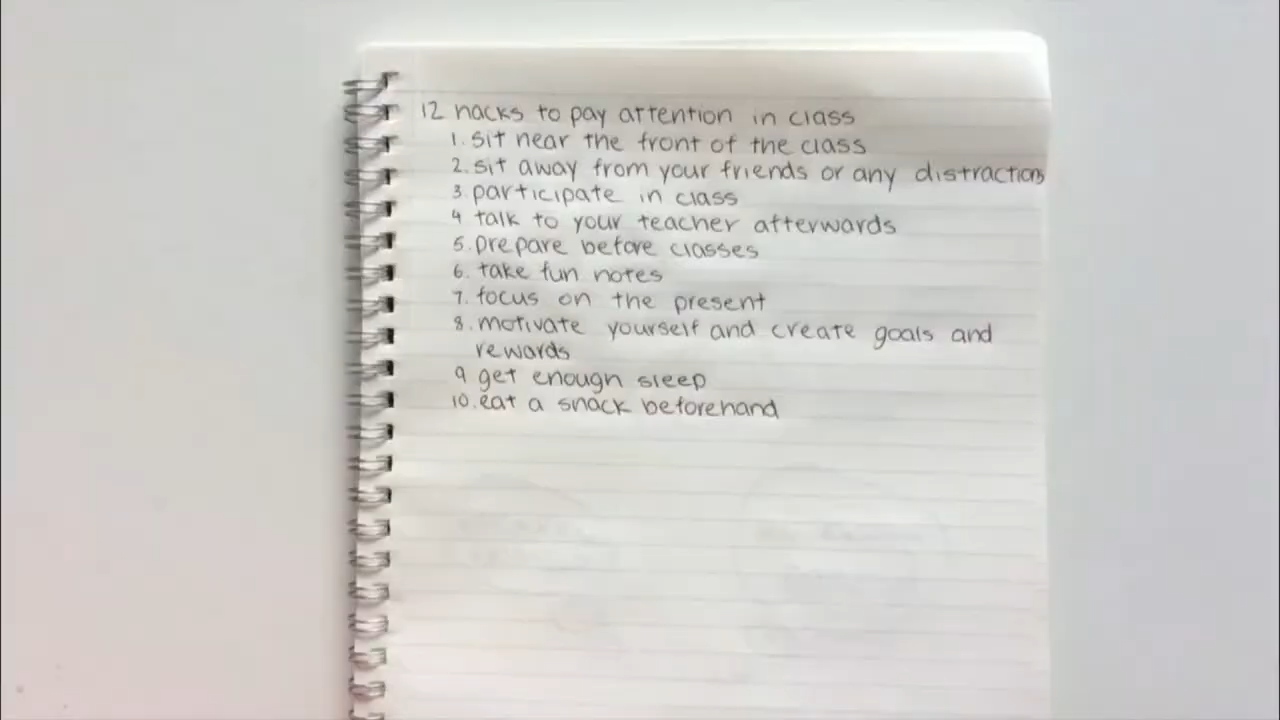 12 hacks to pay attention in class
1. sit near the front of the class
2. sit away from your friends or any distractions
3. participate in class
4 talk to your teacher afterwards
5. prepare before classes
6. take fun notes
7. focus on the present
8. motivate yourself and create goals and
rewards
9 get enough sleep
10. eat a snack beforehand